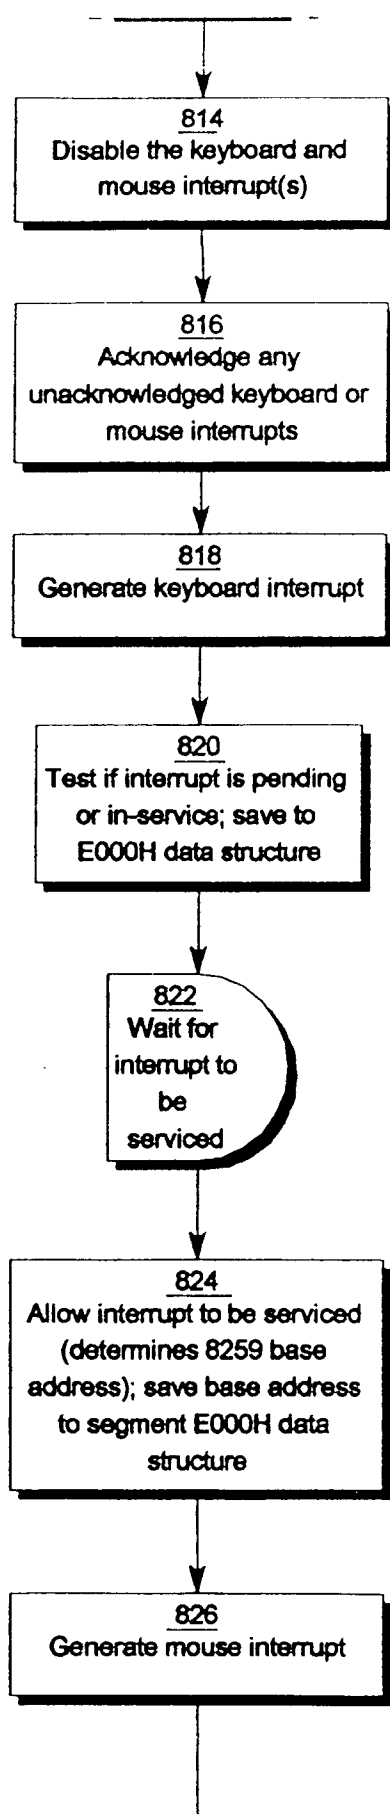 814
Disable the keyboard and
mouse interrupt(s)
816
Acknowledge any
unacknowledged keyboard or
mouse interrupts
818
Generate keyboard interrupt
820
Test if interrupt is pending
or in-service; save to
E000H data structure
822
Wait for
interrupt to
be
serviced
824
Allow interrupt to be serviced
(determines 8259 base
address); save base address
to segment E000H data
structure
826
Generate mouse interrupt